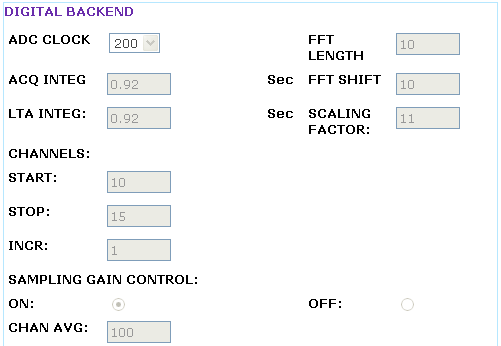 DIGITAL BACKEND
ADC CLOCK 200 FFT LENGTH 10
ACQ INTEG 0.92 Sec FFT SHIFT 10
LTA INTEG: 0.92 Sec SCALING FACTOR: 11
CHANNELS:
START: 10
STOP: 15
INCR: 1
SAMPLING GAIN CONTROL:
ON: OFF:
CHAN AVG: 100